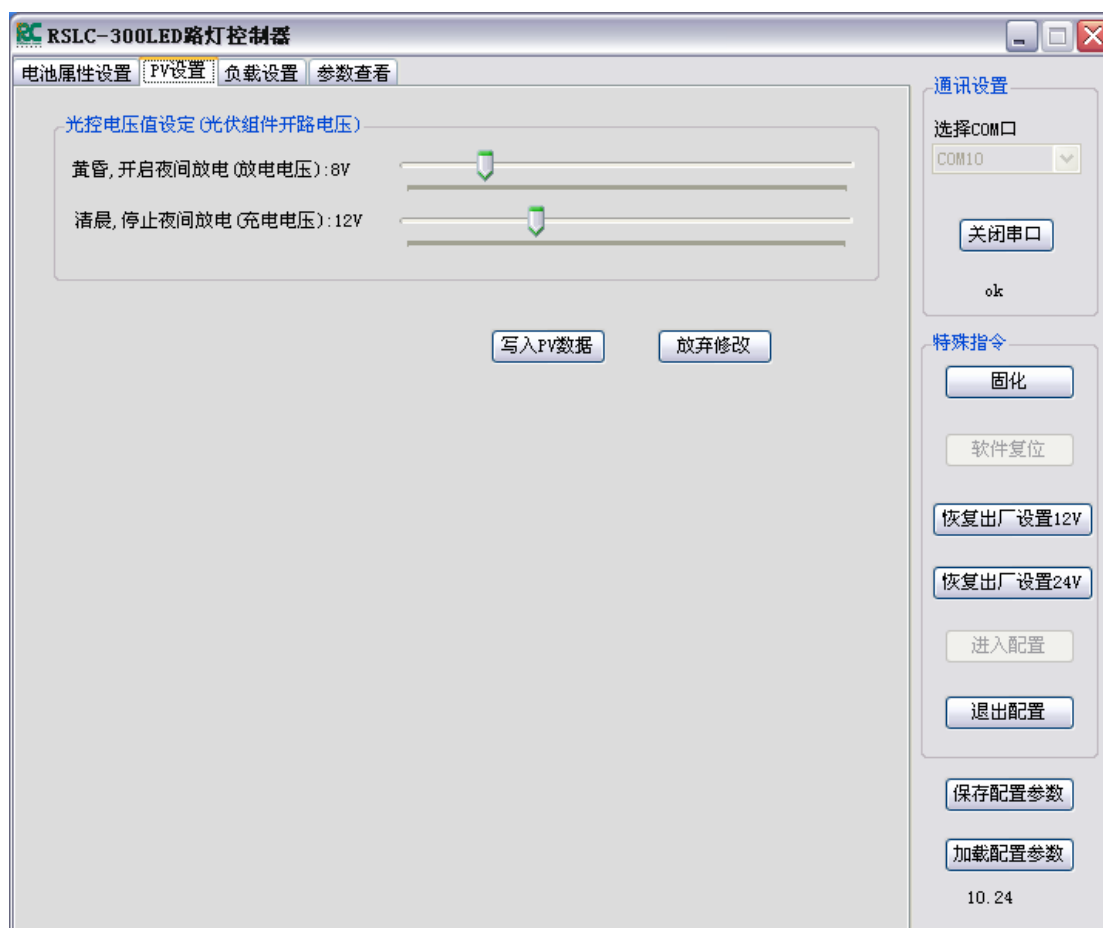 RC RSLC-300LED路灯控制器
电池属性设置 PV设置 负载设置 参数查看
光控电压值设定(光伏组件开路电压)
黄昏,开启夜间放电(放电电压):8V
清晨,停止夜间放电(充电电压):12V
写入PV数据 放弃修改
通讯设置
选择COM口
COM10
关闭串口
ok
特殊指令
固化
软件复位
恢复出厂设置12V
恢复出厂设置24V
进入配置
退出配置
保存配置参数
加载配置参数
10.24